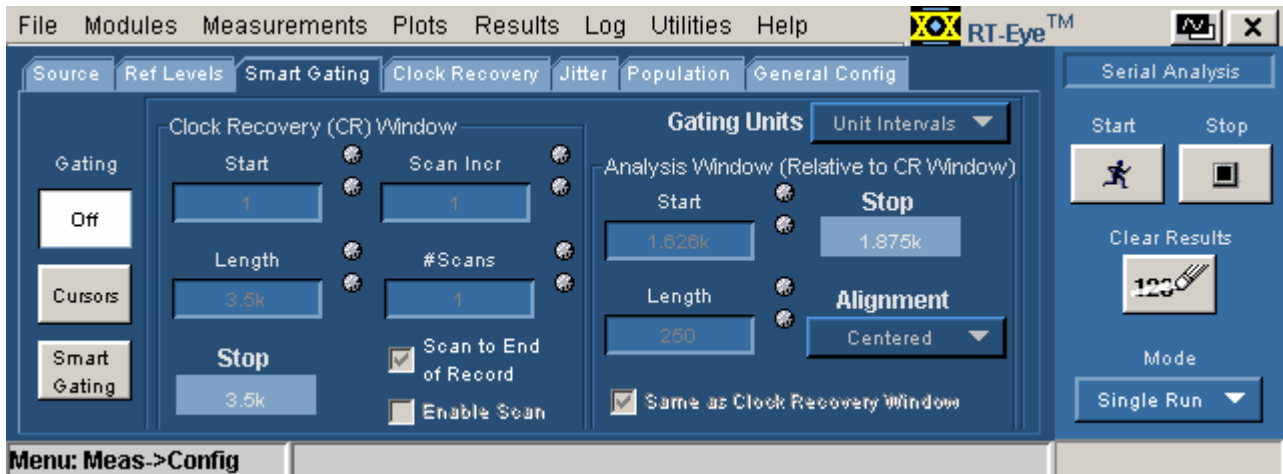 File Modules Measurements Plots Results Log Utilities Help RT-Eye™
Source Ref Levels Smart Gating Clock Recovery Jitter Population General Config
Serial Analysis
Clock Recovery (CR) Window
Gating Units Unit Intervals
Gating
Off
Cursors
Smart Gating
Start
1
Scan Incr
1
Length
3.5k
#Scans
1
Stop
3.5k
Scan to End
of Record
Enable Scan
Analysis Window (Relative to CR Window)
Start
1.626k
Stop
1.875k
Length
250
Alignment
Centered
Same as Clock Recovery Window
Start Stop
Clear Results
123
Mode
Single Run
Menu: Meas->Config